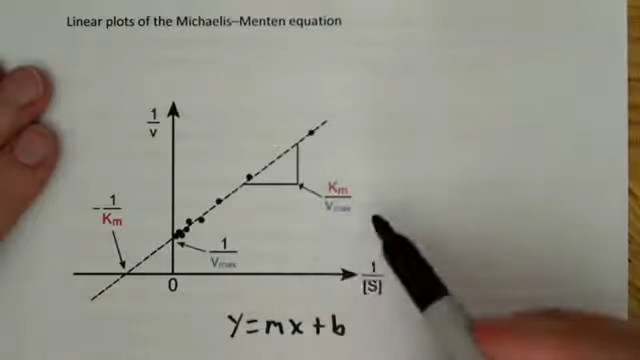 Linear plots of the Michaelis–Menten equation
1/v
-1/Km
Km/Vmax
1/Vmax
0
1/[S]
y=mx+b